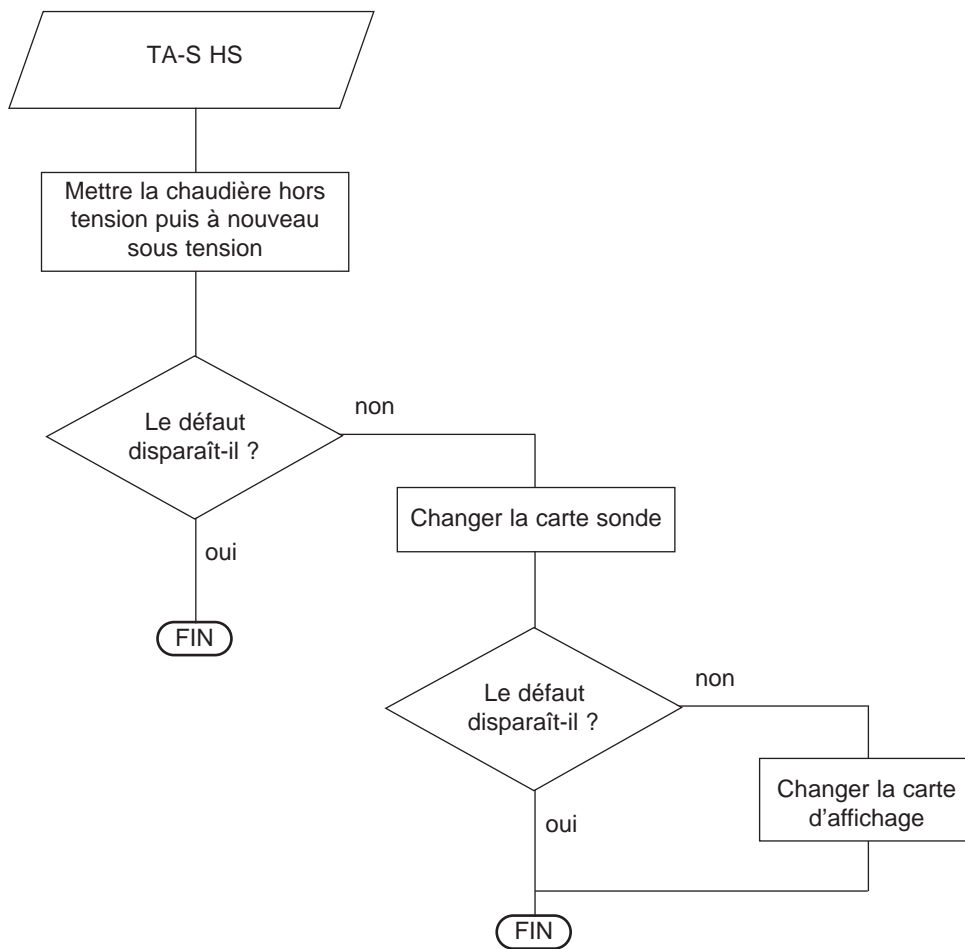 TA-S HS
Mettre la chaudière hors
tension puis à nouveau
sous tension
Le défaut
disparaît-il ?
non
oui
FIN
Changer la carte sonde
Le défaut
disparaît-il ?
non
oui
Changer la carte
d'affichage
FIN